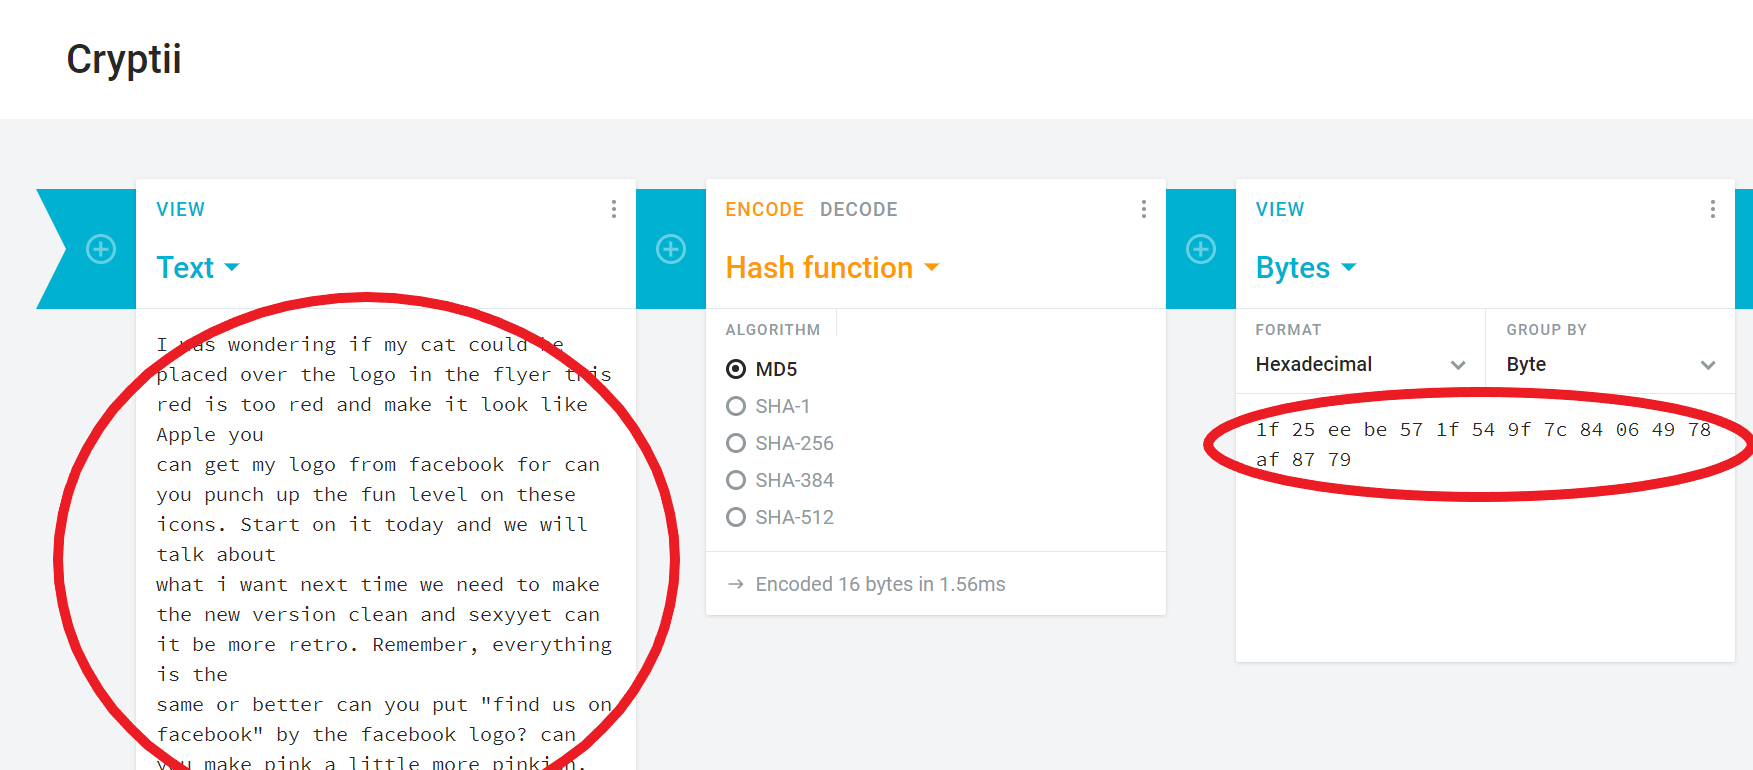 Cryptii
VIEW
Text
I was wondering if my cat could be
placed over the logo in the flyer this
red is too red and make it look like
Apple you
can get my logo from facebook for can
you punch up the fun level on these
icons. Start on it today and we will
talk about
what i want next time we need to make
the new version clean and sexyyet can
it be more retro. Remember, everything
is the
same or better can you put "find us on
facebook" by the facebook logo? can
you make pink a little more pinkish.
ENCODE DECODE
Hash function
ALGORITHM
MD5
SHA-1
SHA-256
SHA-384
SHA-512
→ Encoded 16 bytes in 1.56ms
VIEW
Bytes
FORMAT
Hexadecimal
GROUP BY
Byte
1f 25 ee be 57 1f 54 9f 7c 84 06 49 78
af 87 79